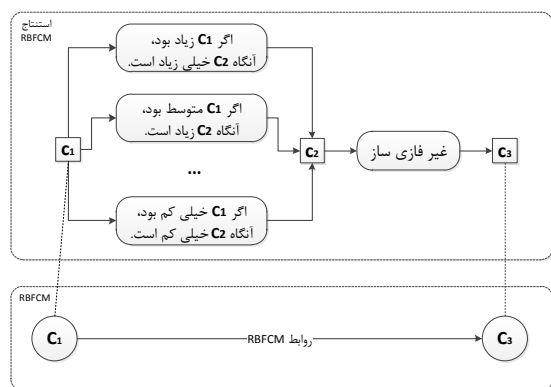 استنتاج
RBFCM
اگر C1 زیاد بود،
آنگاه C2 خیلی زیاد است.
اگر C1 متوسط بود،
آنگاه C2 زیاد است.
...
اگر C1 خیلی کم بود،
آنگاه C2 خیلی کم است.
C1
C2
غیر فازی ساز
C3
RBFCM
C1
روابط RBFCM
C3